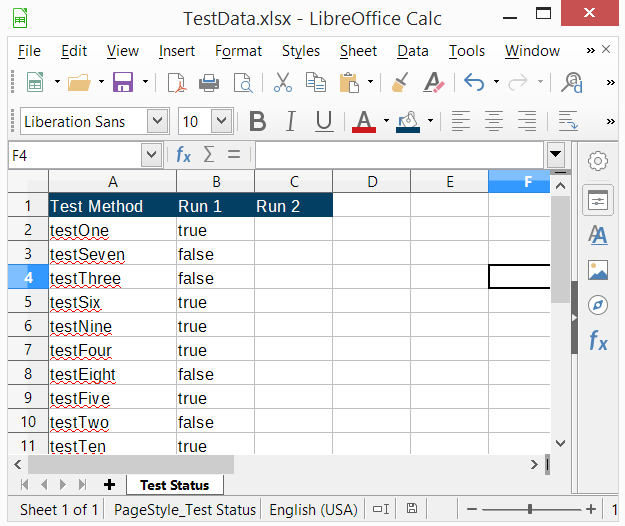 TestData.xlsx - LibreOffice Calc
File Edit View Insert Format Styles Sheet Data Tools Window » ×
»
Liberation Sans 10 B I U A »
F4 fx Σ =
A B C D E F
1 Test Method Run 1 Run 2
2 testOne true
3 testSeven false
4 testThree false
5 testSix true
6 testNine true
7 testFour true
8 testEight false
9 testFive true
10 testTwo false
11 testTen true
Test Status
Sheet 1 of 1 PageStyle_Test Status English (USA) 1